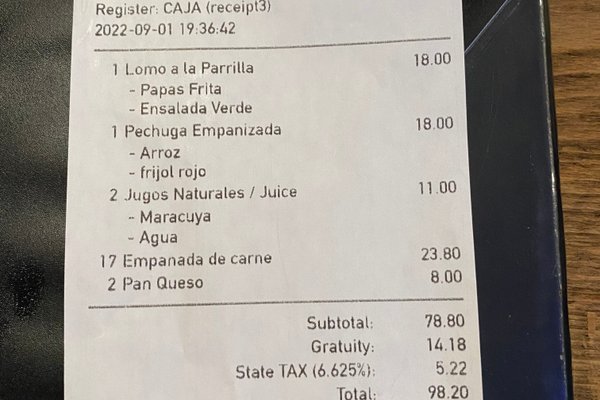 Register: CAJA (receipt3)
2022-09-01 19:36:42
1 Lomo a la Parrilla 18.00
- Papas Frita
- Ensalada Verde
1 Pechuga Empanizada 18.00
- Arroz
- frijol rojo
2 Jugos Naturales / Juice 11.00
- Maracuya
- Agua
17 Empanada de carne 23.80
2 Pan Queso 8.00
Subtotal: 78.80
Gratuity: 14.18
State TAX (6.625%): 5.22
Total: 98.20